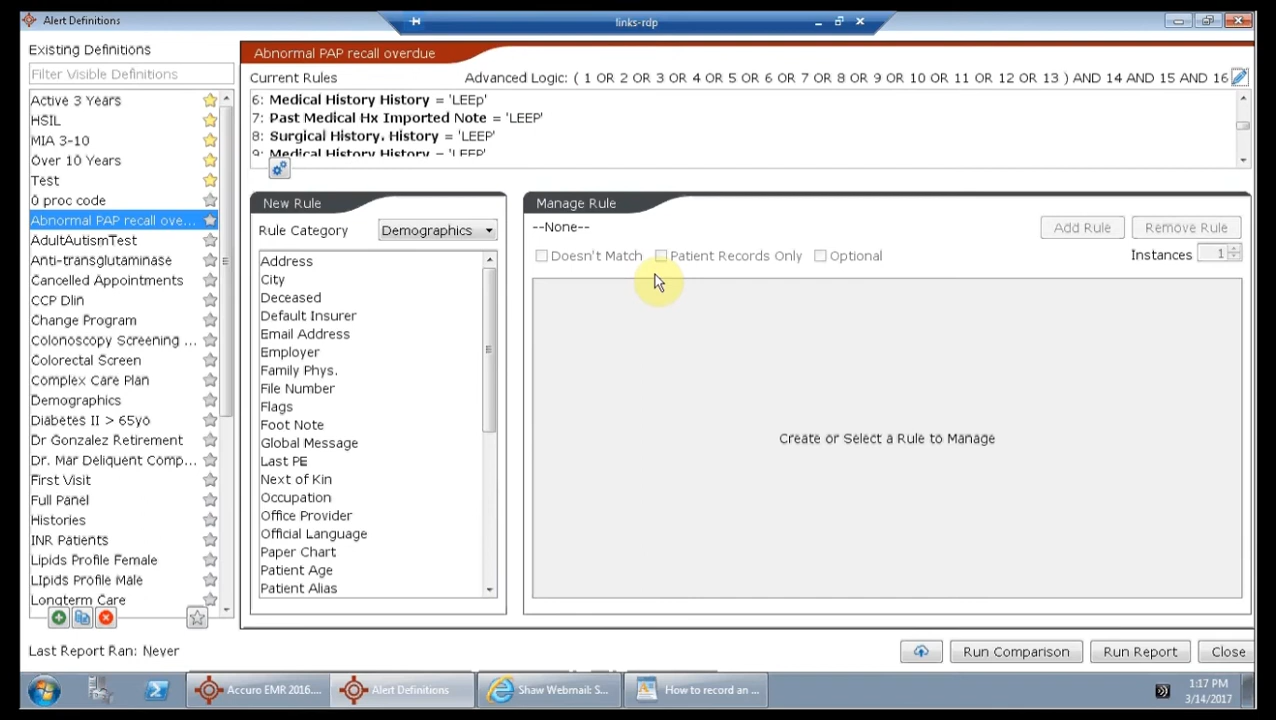 Alert Definitions
links-rdp
Existing Definitions
Filter Visible Definitions
Active 3 Years
HSIL
MIA 3-10
Over 10 Years
Test
0 proc code
Abnormal PAP recall ove...
AdultAutismTest
Anti-transglutaminase
Cancelled Appointments
CCP Dlin
Change Program
Colonoscopy Screening ...
Colorectal Screen
Complex Care Plan
Demographics
Diabetes II > 65yo
Dr Gonzalez Retirement
Dr. Mar Deliquent Comp...
First Visit
Full Panel
Histories
INR Patients
Lipids Profile Female
LIpids Profile Male
Longterm Care
Last Report Ran: Never
Abnormal PAP recall overdue
Current Rules
Advanced Logic: ( 1 OR 2 OR 3 OR 4 OR 5 OR 6 OR 7 OR 8 OR 9 OR 10 OR 11 OR 12 OR 13 ) AND 14 AND 15 AND 16
6: Medical History History = 'LEEp'
7: Past Medical Hx Imported Note = 'LEEP'
8: Surgical History. History = 'LEEP'
9: Medical History History = 'LEEP'
New Rule
Rule Category
Demographics
Address
City
Deceased
Default Insurer
Email Address
Employer
Family Phys.
File Number
Flags
Foot Note
Global Message
Last PE
Next of Kin
Occupation
Office Provider
Official Language
Paper Chart
Patient Age
Patient Alias
Manage Rule
--None--
Add Rule
Remove Rule
Doesn't Match
Patient Records Only
Optional
Instances
1
Create or Select a Rule to Manage
Run Comparison
Run Report
Close
Accuro EMR 2016....
Alert Definitions
Shaw Webmail: S...
How to record an ...
1:17 PM
3/14/2017